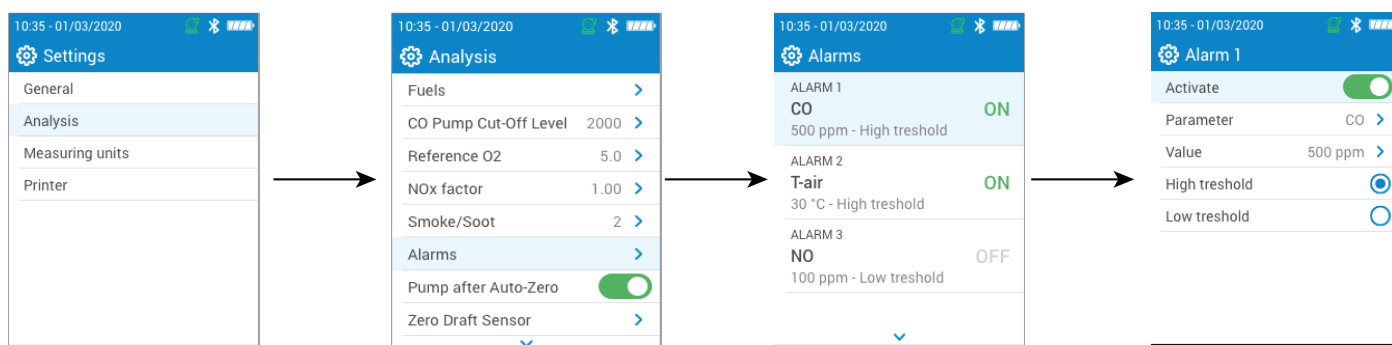 10:35 - 01/03/2020
Settings
General
Analysis
Measuring units
Printer
10:35 - 01/03/2020
Analysis
Fuels
CO Pump Cut-Off Level 2000
Reference O2 5.0
NOx factor 1.00
Smoke/Soot 2
Alarms
Pump after Auto-Zero
Zero Draft Sensor
10:35 - 01/03/2020
Alarms
ALARM 1
CO ON
500 ppm - High treshold
ALARM 2
T-air ON
30 °C - High treshold
ALARM 3
NO OFF
100 ppm - Low treshold
10:35 - 01/03/2020
Alarm 1
Activate
Parameter CO
Value 500 ppm
High treshold
Low treshold